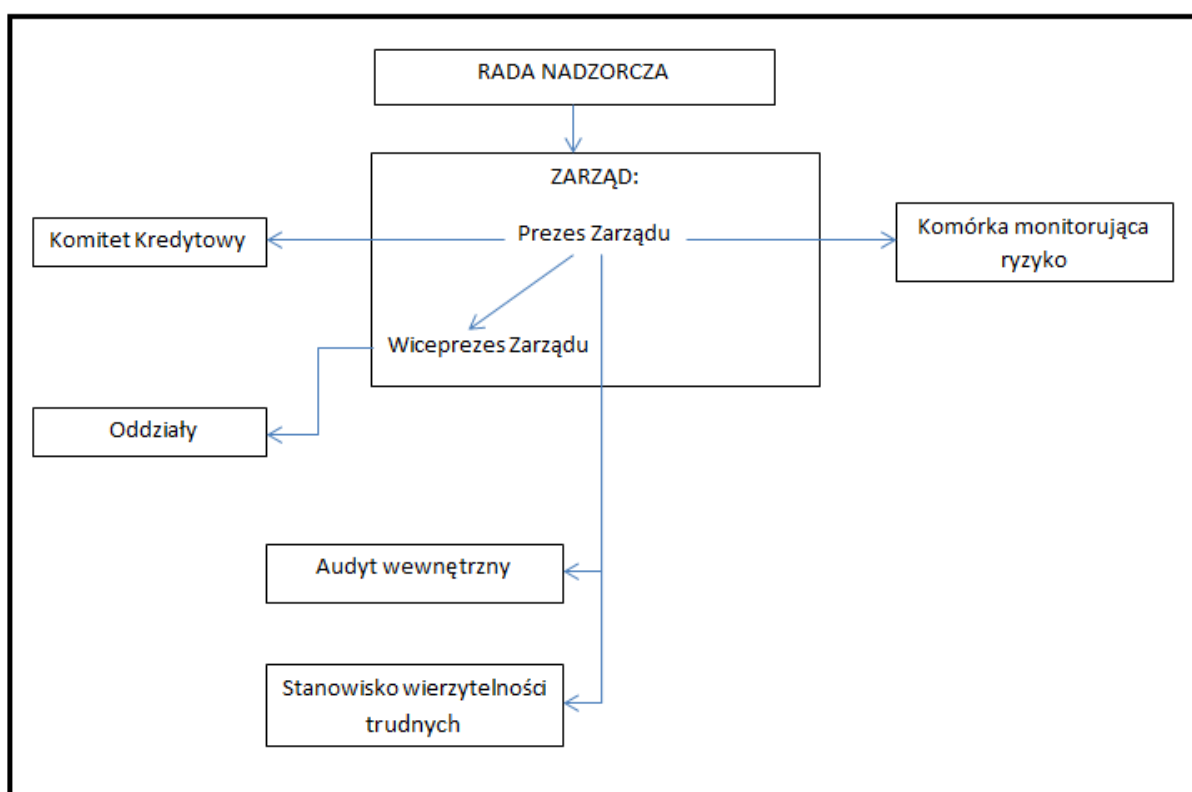 RADA NADZORCZA
ZARZĄD:
Komitet Kredytowy
Prezes Zarządu
Komórka monitorująca
ryzyko
Wiceprezes Zarządu
Oddziały
Audyt wewnętrzny
Stanowisko wierzytelności
trudnych